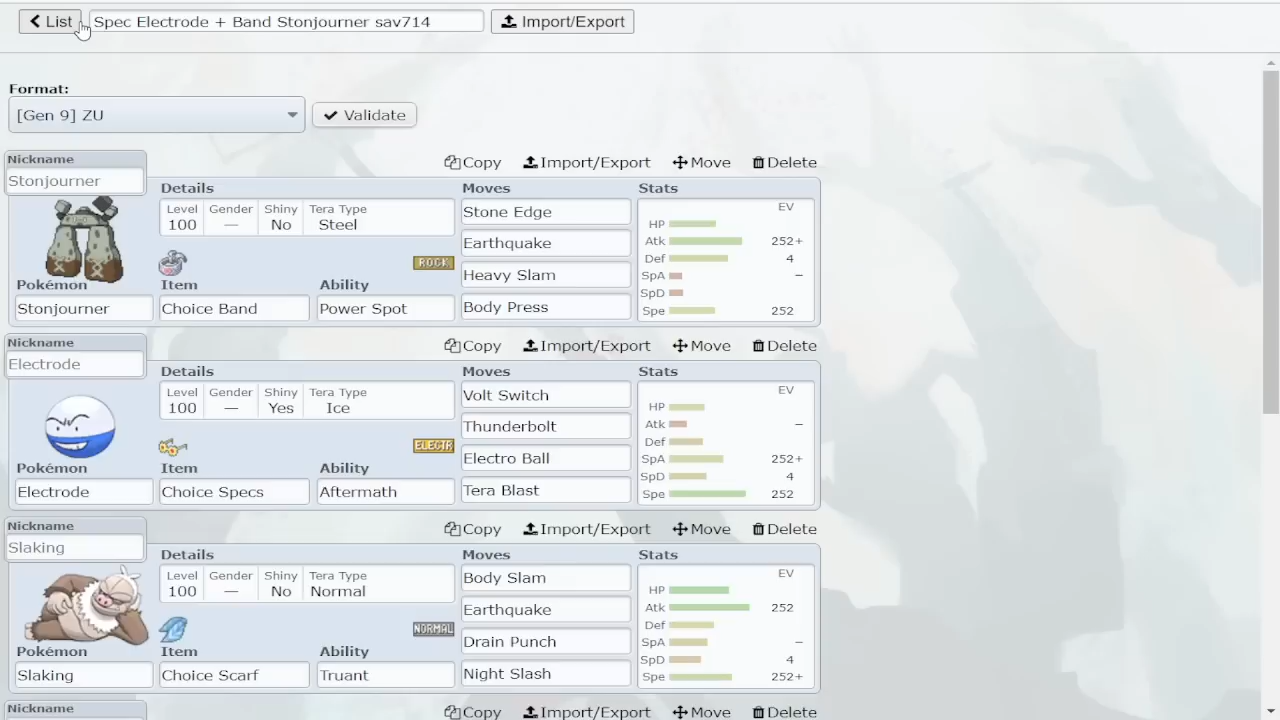 List
Spec Electrode + Band Stonjourner sav714
Import/Export
Format:
[Gen 9] ZU
Validate
Nickname
Stonjourner
Copy Import/Export Move Delete
Details Moves Stats
Level Gender Shiny Tera Type
100 — No Steel
ROCK
Pokémon Item Ability
Stonjourner Choice Band Power Spot
Stone Edge
Earthquake
Heavy Slam
Body Press
EV
HP
Atk 252+
Def 4
SpA –
SpD
Spe 252
Nickname
Electrode
Copy Import/Export Move Delete
Details Moves Stats
Level Gender Shiny Tera Type
100 — Yes Ice
ELECTR
Pokémon Item Ability
Electrode Choice Specs Aftermath
Volt Switch
Thunderbolt
Electro Ball
Tera Blast
EV
HP
Atk –
Def
SpA 252+
SpD 4
Spe 252
Nickname
Slaking
Copy Import/Export Move Delete
Details Moves Stats
Level Gender Shiny Tera Type
100 — No Normal
NORMAL
Pokémon Item Ability
Slaking Choice Scarf Truant
Body Slam
Earthquake
Drain Punch
Night Slash
EV
HP
Atk 252
Def
SpA –
SpD 4
Spe 252+
Nickname
Copy Import/Export Move Delete